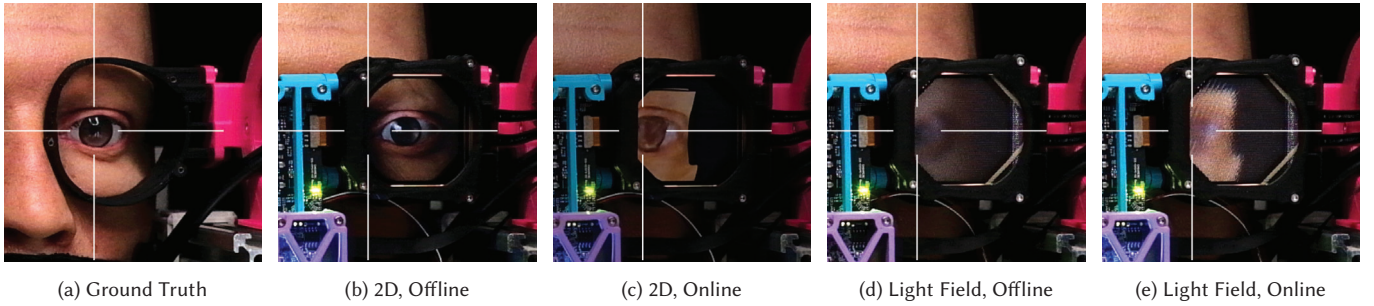 (a) Ground Truth
(b) 2D, Offline
(c) 2D, Online
(d) Light Field, Offline
(e) Light Field, Online